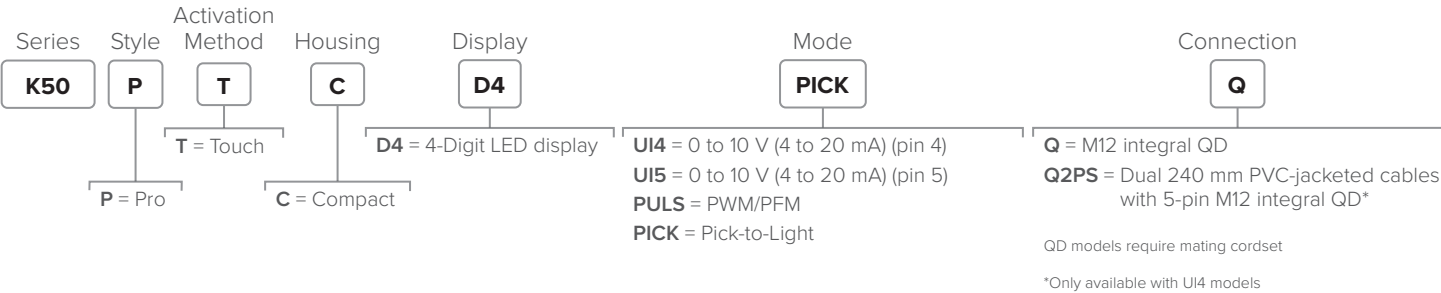 Series Style Activation Method Housing Display Mode Connection
K50 P T C D4 PICK Q
T = Touch
P = Pro
C = Compact
D4 = 4-Digit LED display
UI4 = 0 to 10 V (4 to 20 mA) (pin 4)
UI5 = 0 to 10 V (4 to 20 mA) (pin 5)
PULS = PWM/PFM
PICK = Pick-to-Light
Q = M12 integral QD
Q2PS = Dual 240 mm PVC-jacketed cables
with 5-pin M12 integral QD*
QD models require mating cordset
*Only available with UI4 models